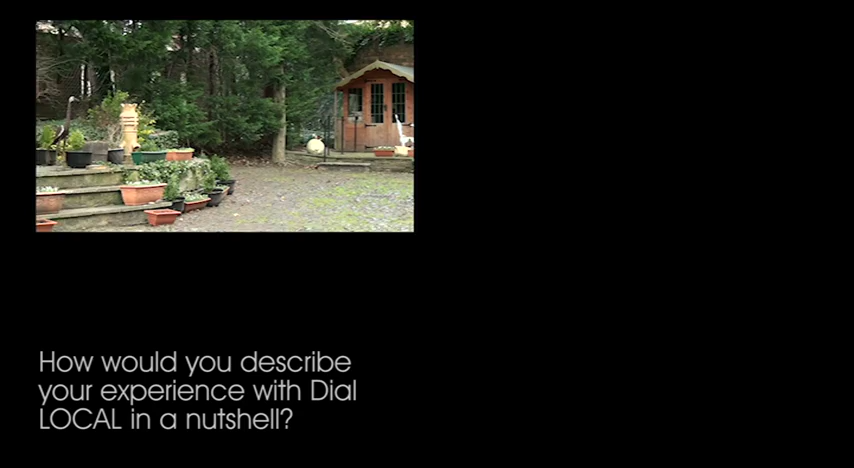 How would you describe
your experience with Dial
LOCAL in a nutshell?